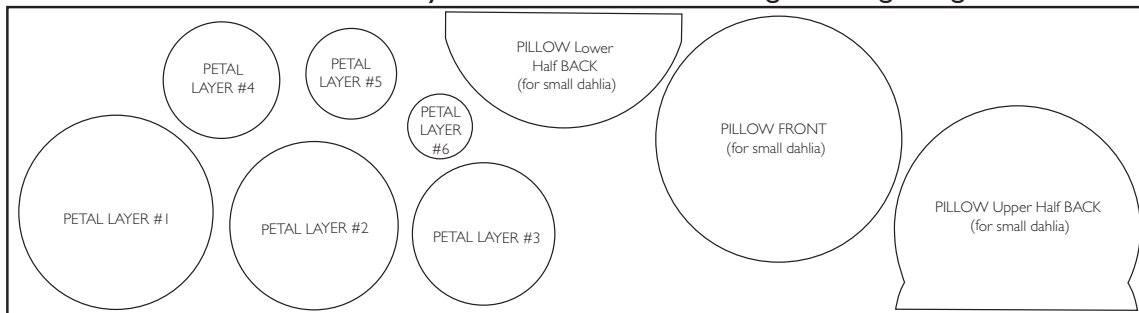 PETAL
LAYER #4
PETAL
LAYER #5
PILLOW Lower
Half BACK
(for small dahlia)
PETAL
LAYER
#6
PILLOW FRONT
(for small dahlia)
PETAL LAYER #1
PETAL LAYER #2
PETAL LAYER #3
PILLOW Upper Half BACK
(for small dahlia)